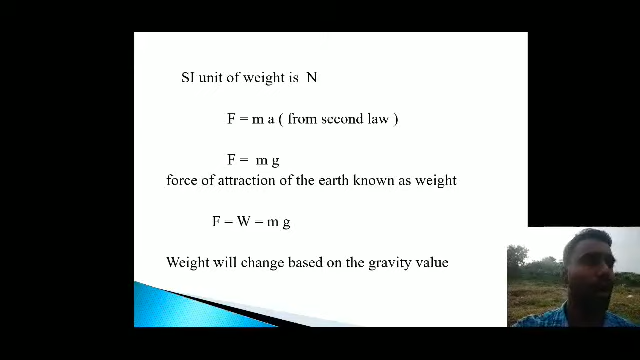 SI unit of weight is N
F = m a ( from second law )
F = m g
force of attraction of the earth known as weight
F = W = m g
Weight will change based on the gravity value